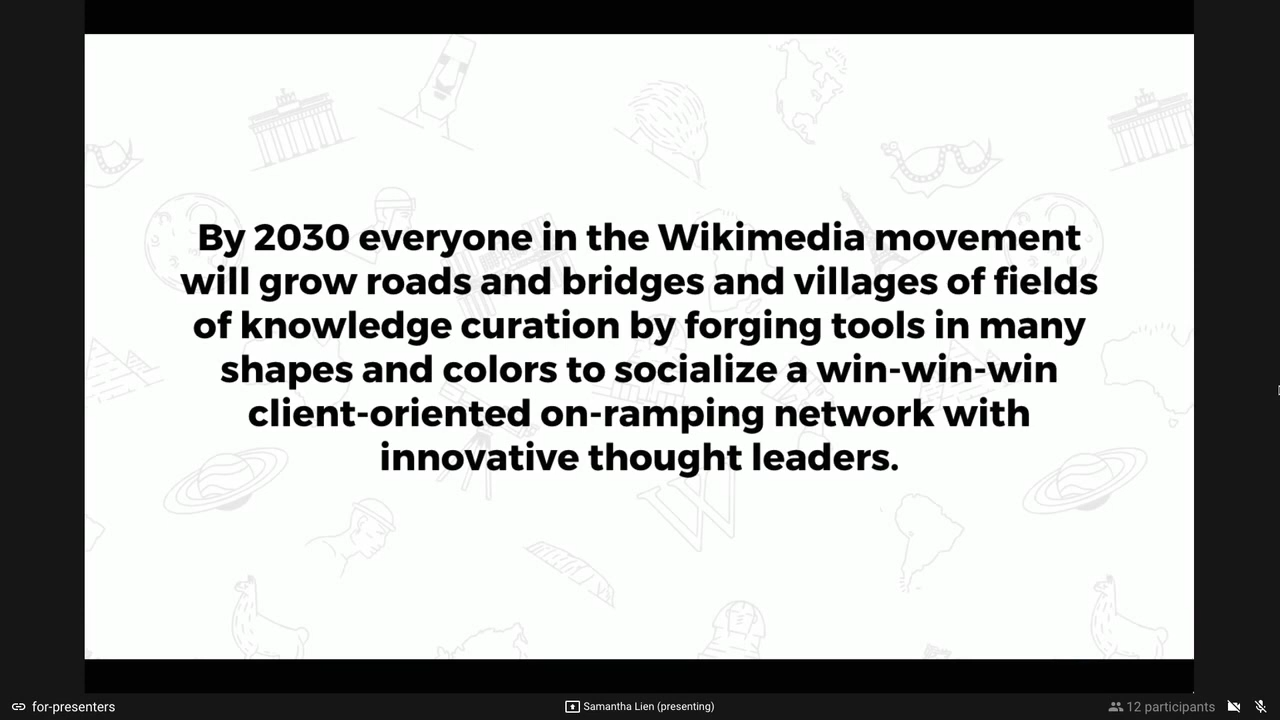 By 2030 everyone in the Wikimedia movement
will grow roads and bridges and villages of fields
of knowledge curation by forging tools in many
shapes and colors to socialize a win-win-win
client-oriented on-ramping network with
innovative thought leaders.
for-presenters
Samantha Lien (presenting)
12 participants